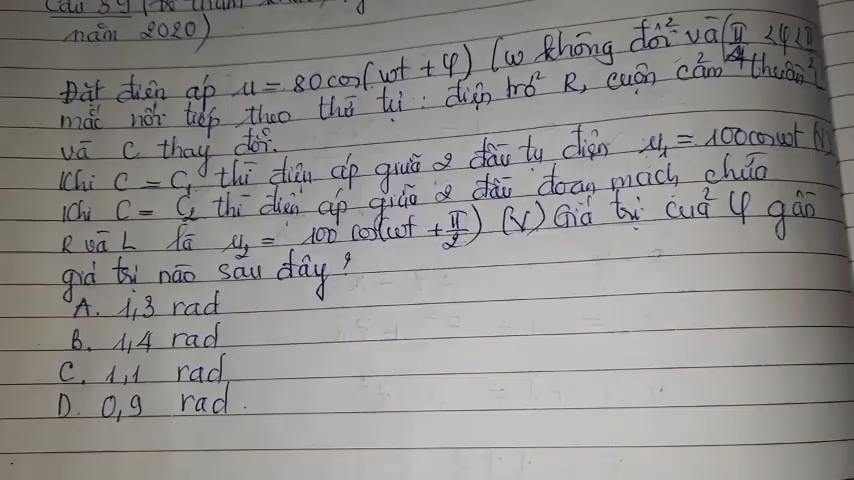 Câu 39 (Đề tham
năm 2020)
Đặt điện áp u = 80cos(ωt + φ) (ω không đổi và π/4 < φ < π/2
mắc nối tiếp theo thứ tự: điện trở R, cuộn cảm thuần L
và C thay đổi.
Khi C = C₁ thì điện áp giữa 2 đầu tụ điện u₁ = 100cosωt (V)
Khi C = C₂ thì điện áp giữa 2 đầu đoạn mạch chứa
R và L là u₂ = 100cos(ωt + π/2) (V) Giá trị của φ gần
giá trị nào sau đây?
A. 1,3 rad
B. 1,4 rad
C. 1,1 rad
D. 0,9 rad.